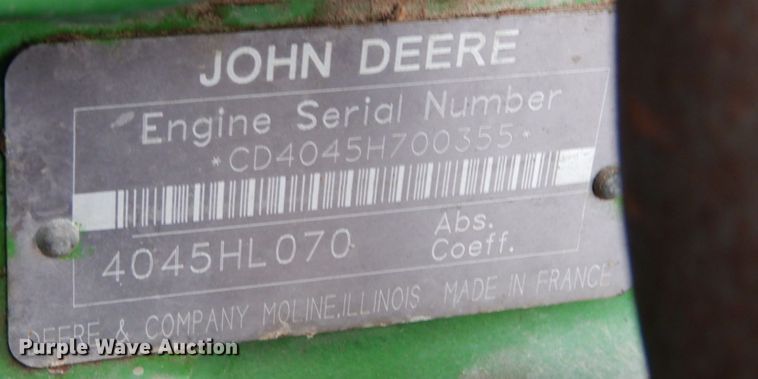 JOHN DEERE
Engine Serial Number
*CD4045H700355*
4045HL070 Abs. Coeff.
DEERE & COMPANY MOLINE,ILLINOIS MADE IN FRANCE
Purple Wave Auction